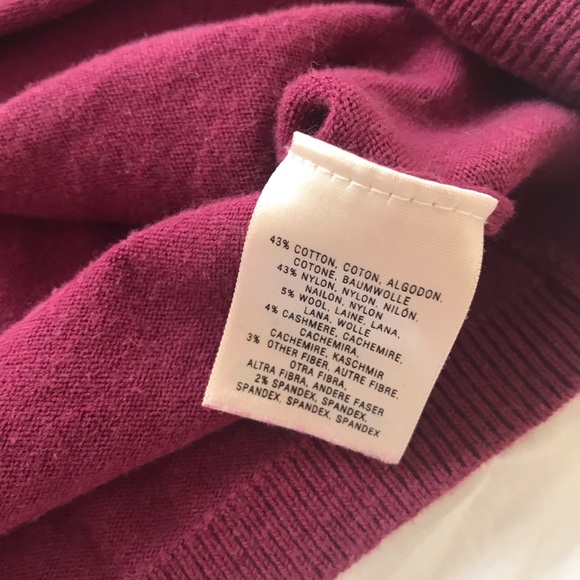 43% COTTON, COTON, ALGODON,
COTONE, BAUMWOLLE
43% NYLON, NYLON, NILÓN,
NAILON, NYLON
5% WOOL, LAINE, LANA,
LANA, WOLLE
4% CASHMERE, CACHEMIRE,
CACHEMIRA,
CACHEMIRE, KASCHMIR
3% OTHER FIBER, AUTRE FIBRE,
OTRA FIBRA,
ALTRA FIBRA, ANDERE FASER
2% SPANDEX, SPANDEX,
SPANDEX, SPANDEX, SPANDEX